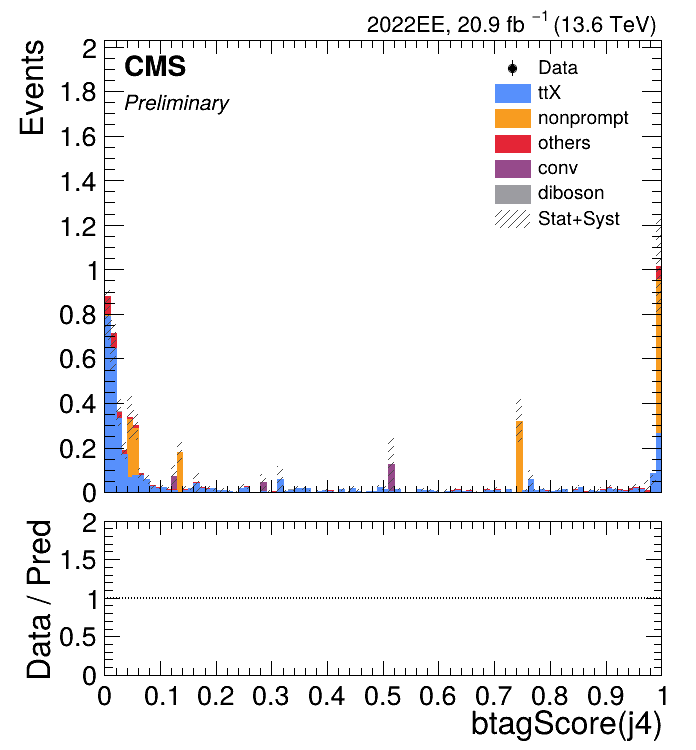 2022EE, 20.9 fb⁻¹ (13.6 TeV)
CMS
Preliminary
Data
ttX
nonprompt
others
conv
diboson
Stat+Syst
Events
2
1.8
1.6
1.4
1.2
1
0.8
0.6
0.4
0.2
0
Data / Pred
2
1.5
1
0.5
0
0 0.1 0.2 0.3 0.4 0.5 0.6 0.7 0.8 0.9 1
btagScore(j4)